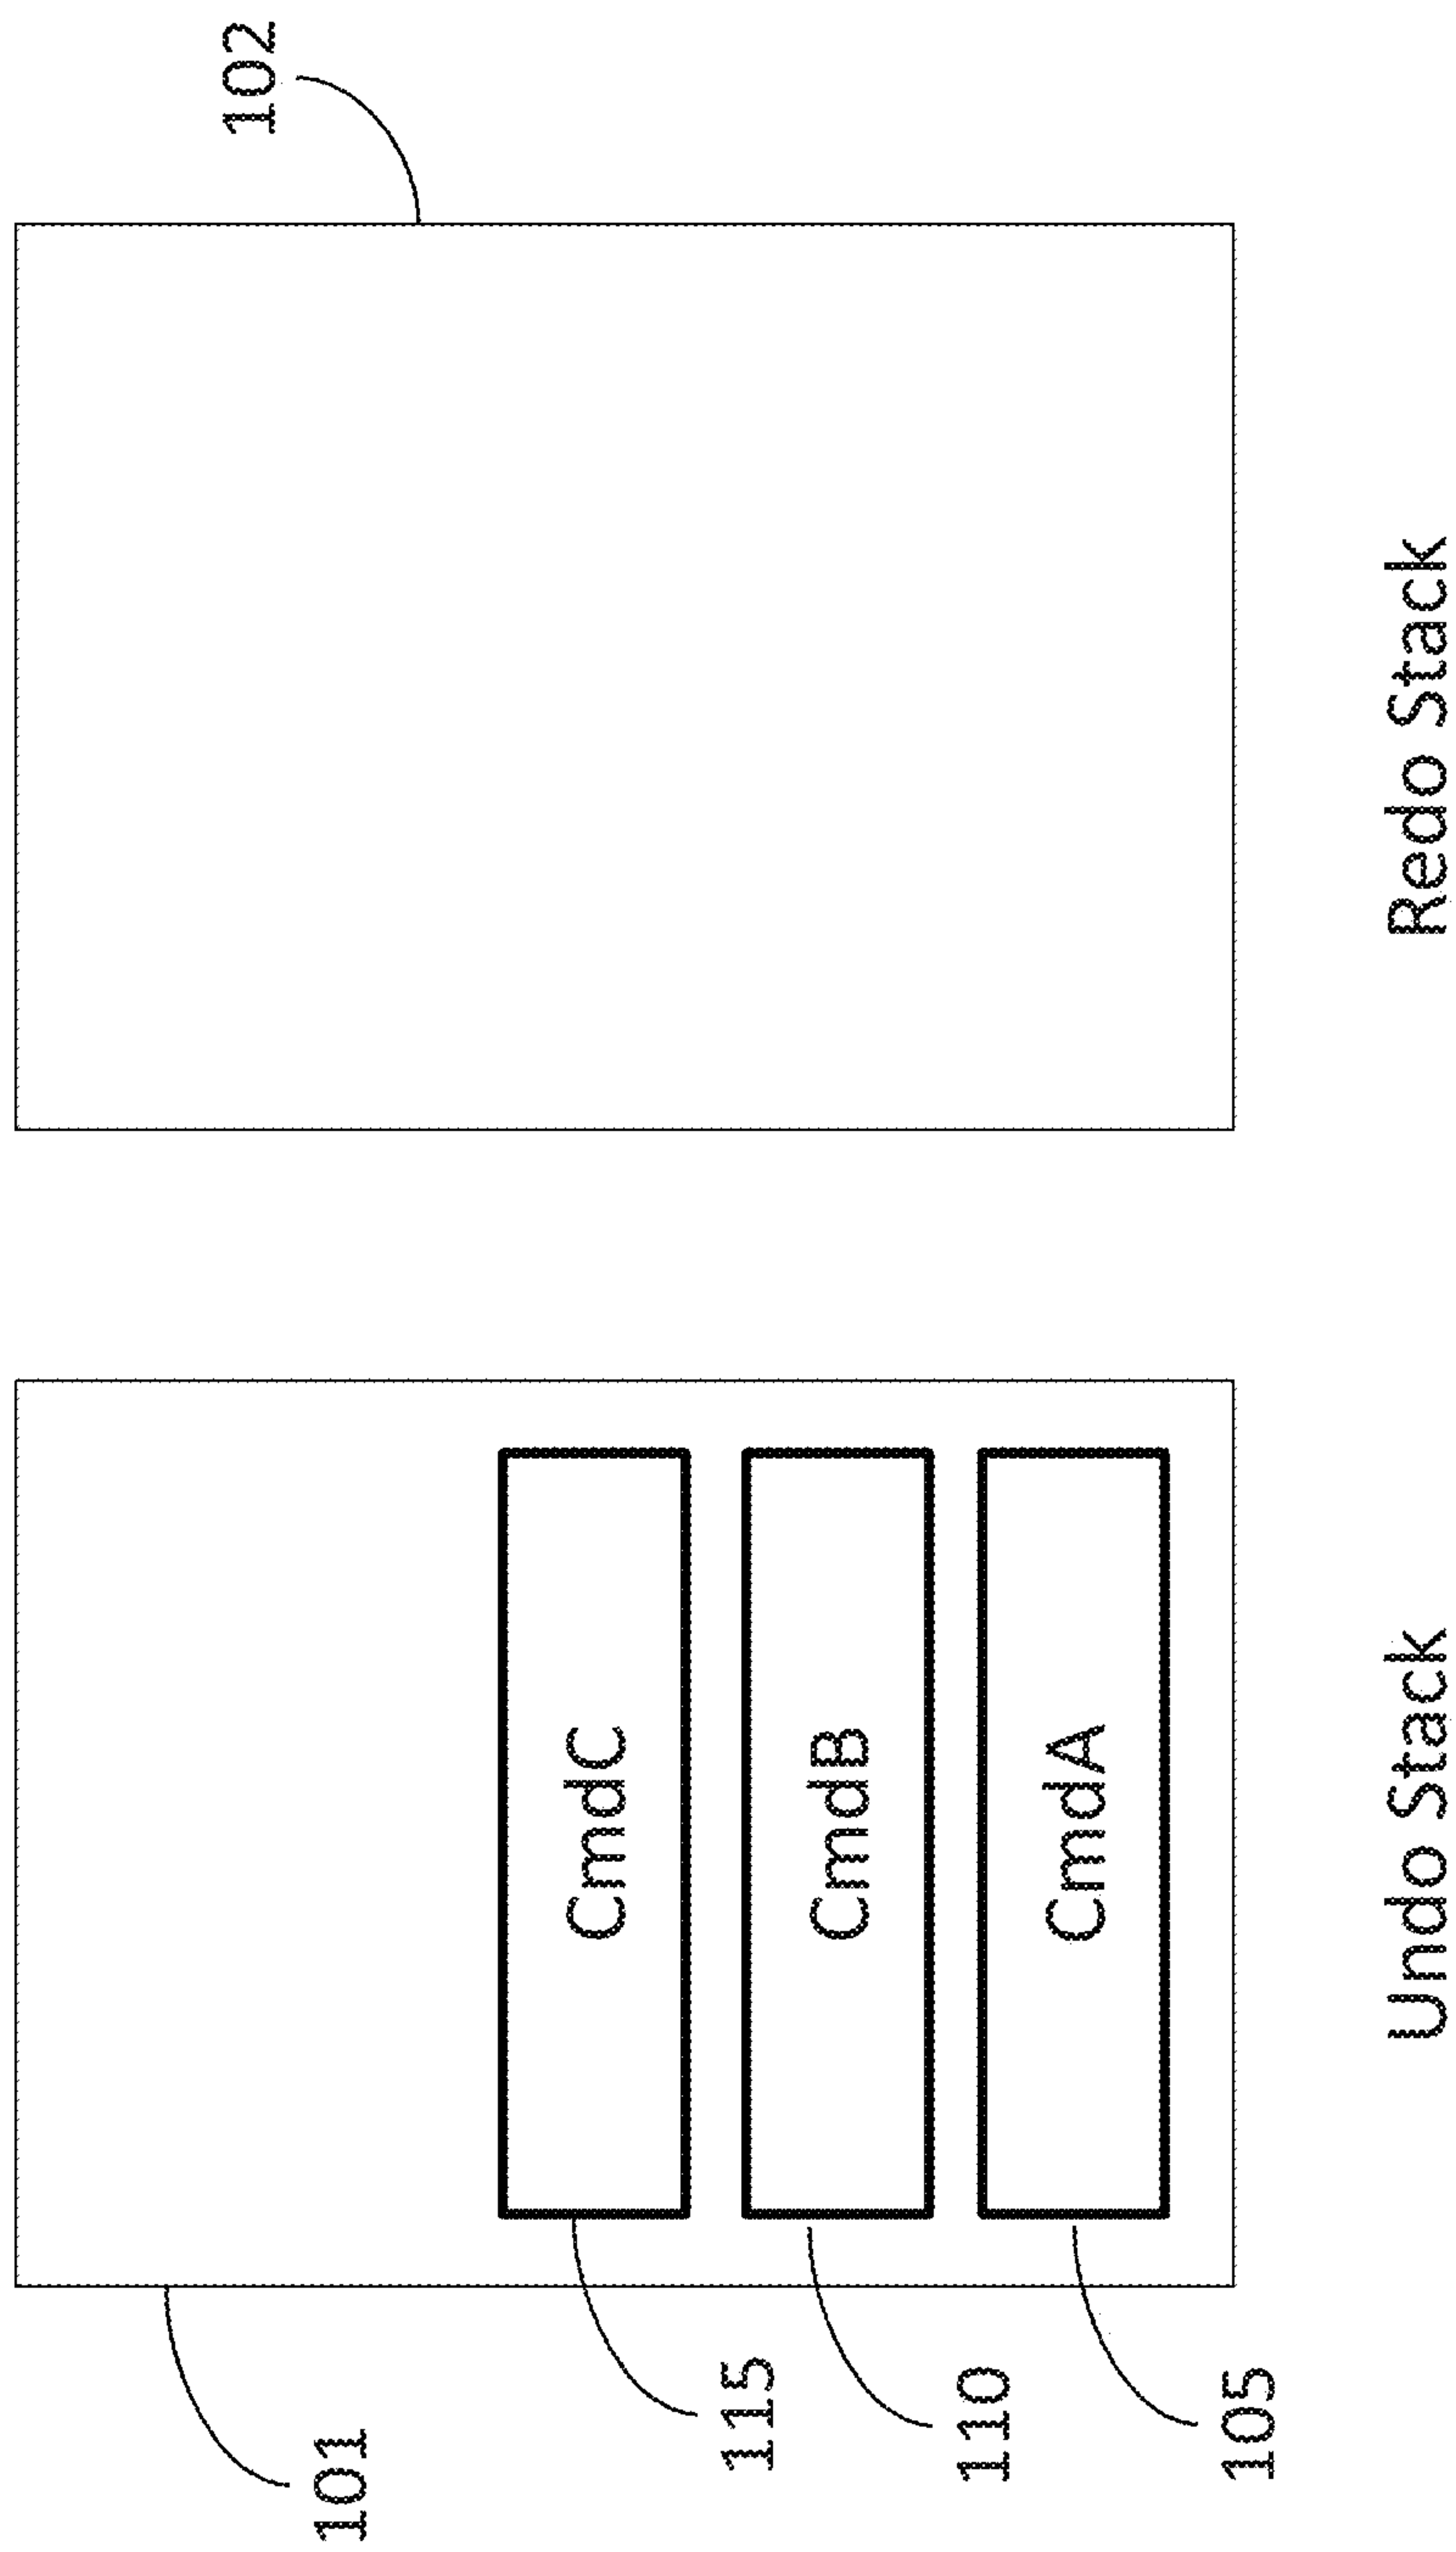 102
101
CmdC
115
CmdB
110
CmdA
105
Undo Stack
Redo Stack